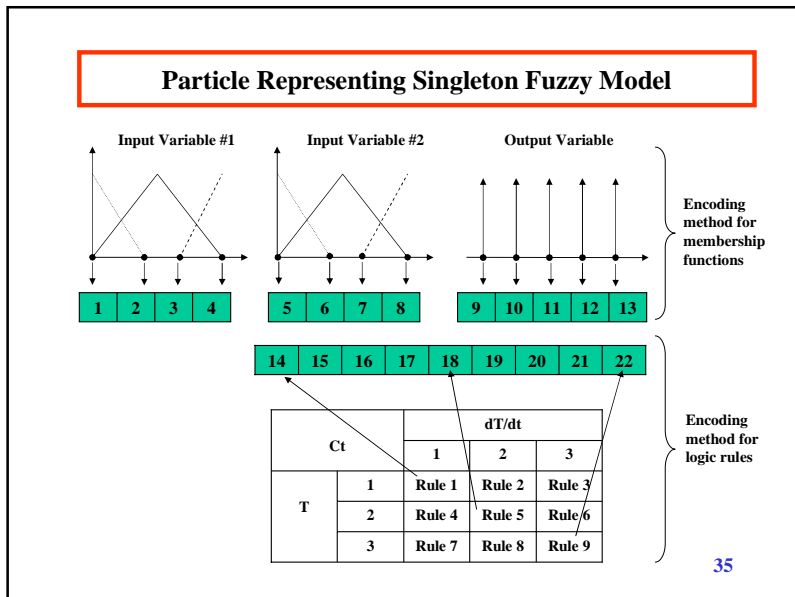 Particle Representing Singleton Fuzzy Model
Input Variable #1 Input Variable #2 Output Variable
Encoding
method for
membership
functions
1 2 3 4 5 6 7 8 9 10 11 12 13
14 15 16 17 18 19 20 21 22
Encoding
method for
logic rules
Ct dT/dt
1 2 3
T 1 Rule 1 Rule 2 Rule 3
2 Rule 4 Rule 5 Rule 6
3 Rule 7 Rule 8 Rule 9
35